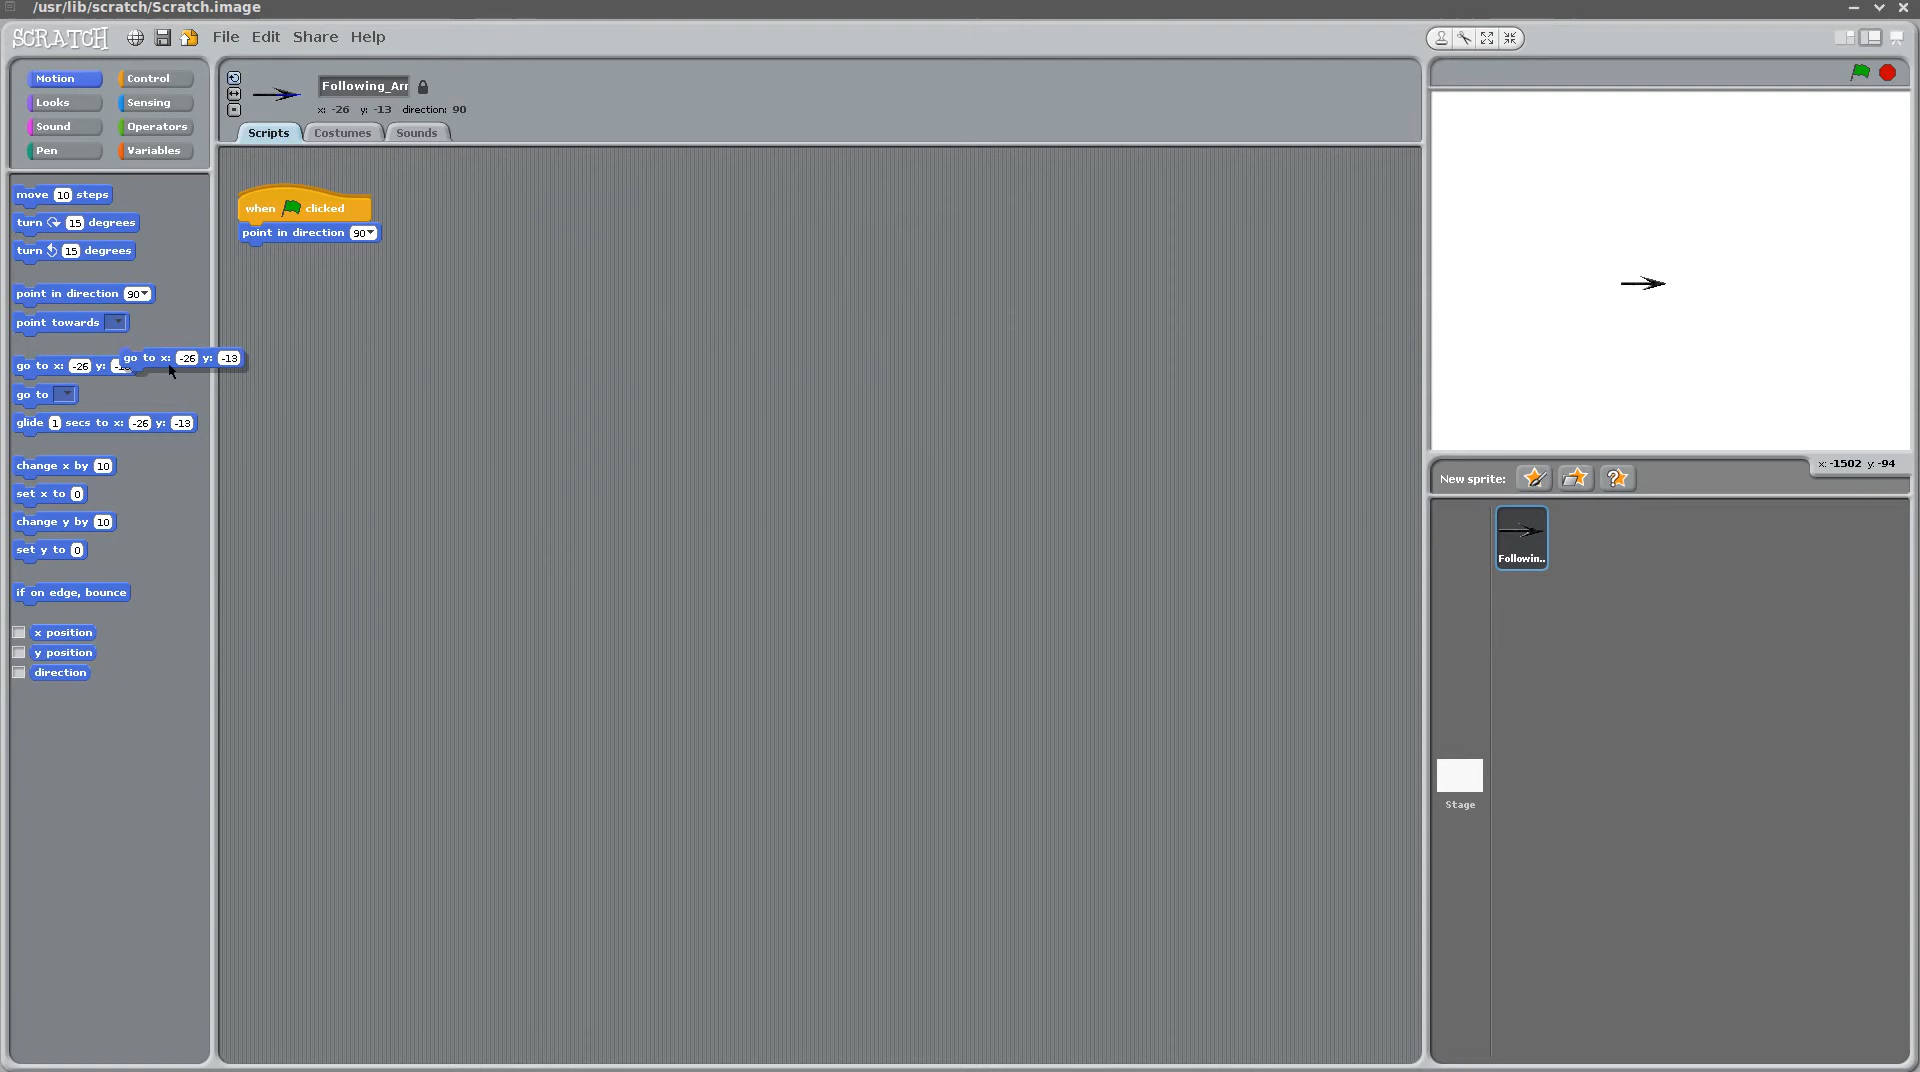 /usr/lib/scratch/Scratch.image
SCRATCH File Edit Share Help
Motion Control
Looks Sensing
Sound Operators
Pen Variables
Following_Arr
x: -26 y: -13 direction: 90
Scripts Costumes Sounds
move 10 steps
turn 15 degrees
turn 15 degrees
point in direction 90
point towards
go to x: -26 y:
go to x: -26 y: -13
go to
glide 1 secs to x: -26 y: -13
change x by 10
set x to 0
change y by 10
set y to 0
if on edge, bounce
x position
y position
direction
when clicked
point in direction 90
x: -1502 y: -94
New sprite:
Followin..
Stage